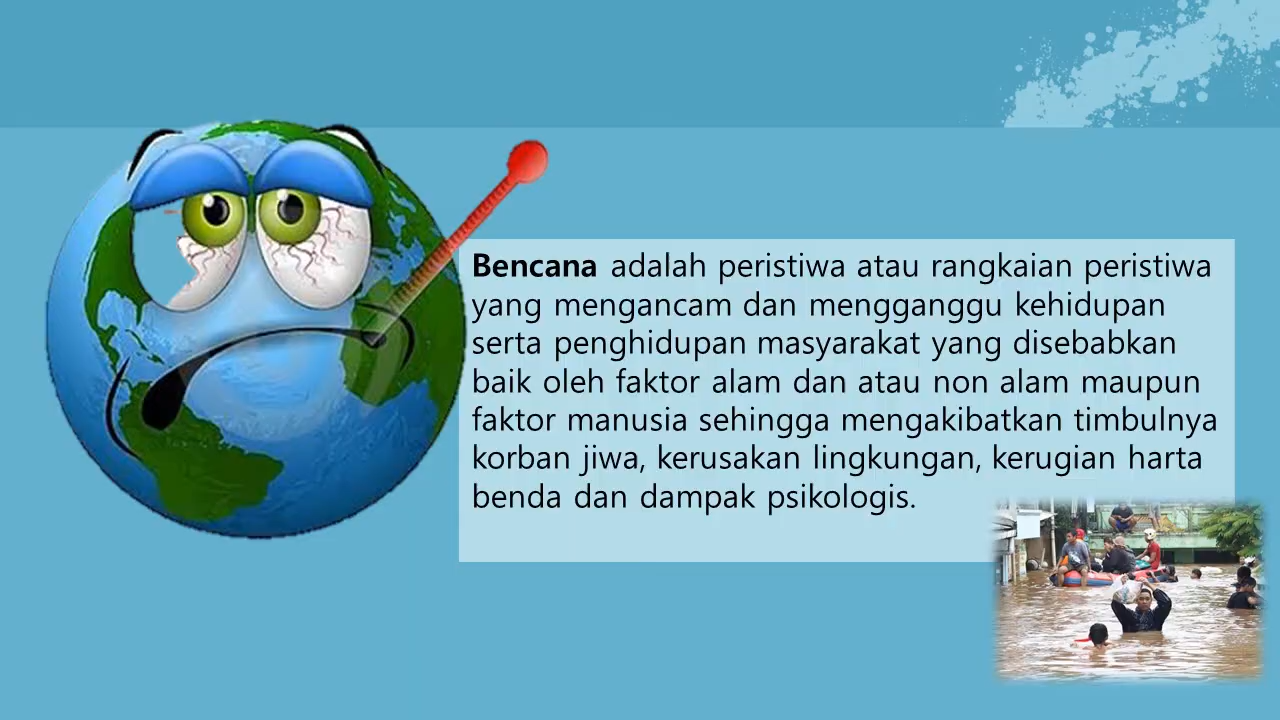 Bencana adalah peristiwa atau rangkaian peristiwa
yang mengancam dan mengganggu kehidupan
serta penghidupan masyarakat yang disebabkan
baik oleh faktor alam dan atau non alam maupun
faktor manusia sehingga mengakibatkan timbulnya
korban jiwa, kerusakan lingkungan, kerugian harta
benda dan dampak psikologis.